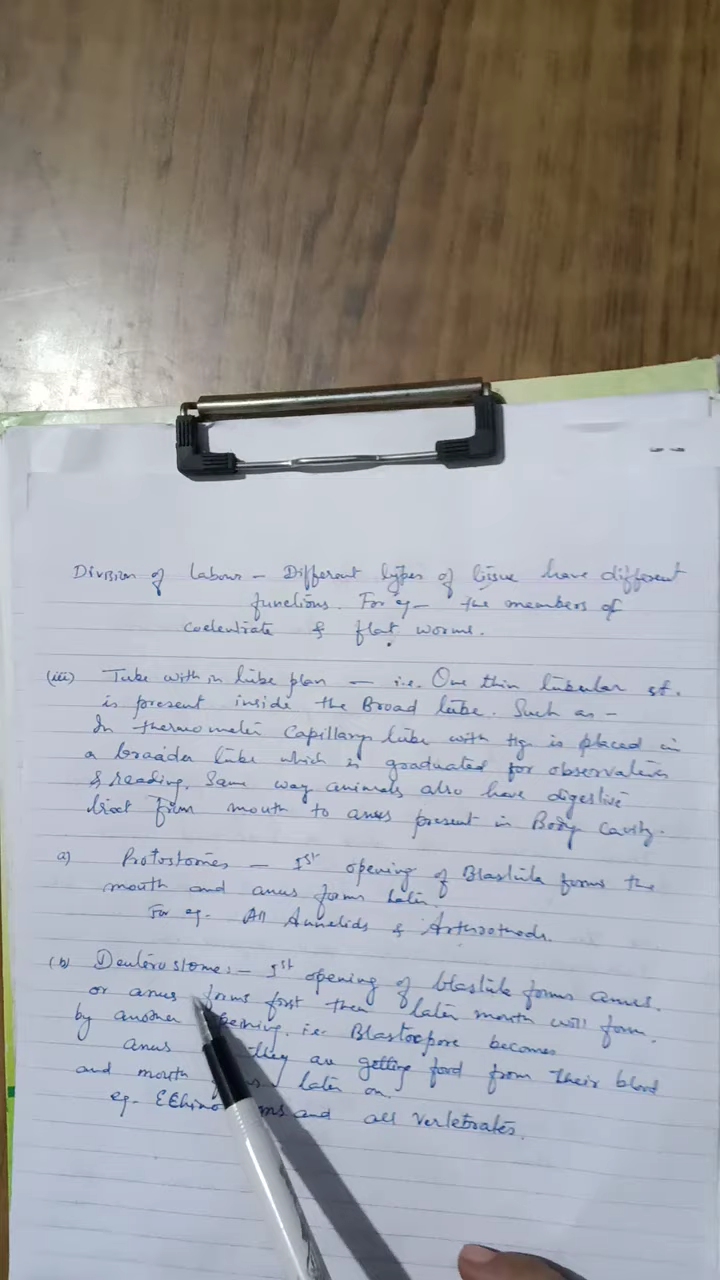 Division of Labour - Different types of tissue have different
functions. For eg - the members of
coelentrate & flat worms.
(iii) Tube with in tube plan - i.e. One thin tubular st.
is present inside the Broad tube. Such as -
In thermometer Capillary tube with Hg. is placed in
a broader tube which is graduated for observation
& reading. Same way animals also have digestive
tract from mouth to anus present in Body Cavity.
a) Protostomes - Ist opening of Blastula forms the
mouth and anus forms later.
For eg. All Annelids & Arthropods.
(b) Deuterostome:- Ist opening of blastula forms anus.
or anus forms first then later mouth will form.
by another i.e. Blastopore becomes
anus they are getting food from their blood
and mouth later on.
eg. and all vertebrates.